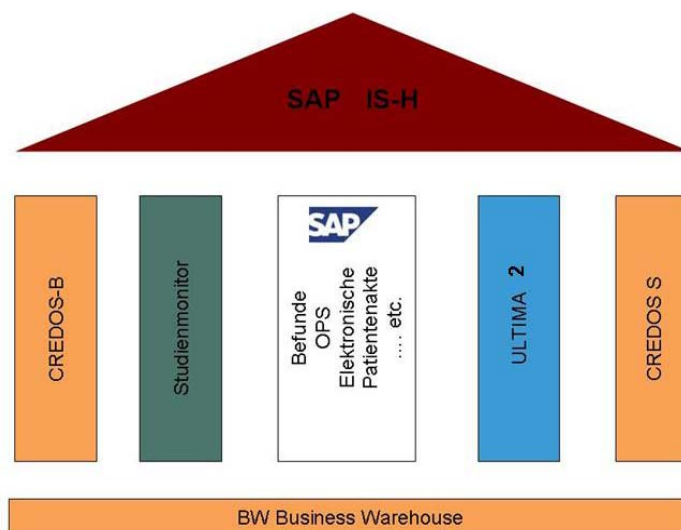 SAP IS-H
CREDOS-B
Studienmonitor
SAP
Befunde
OPS
Elektronische
Patientenakte
.... etc.
ULTIMA 2
CREDOS S
BW Business Warehouse